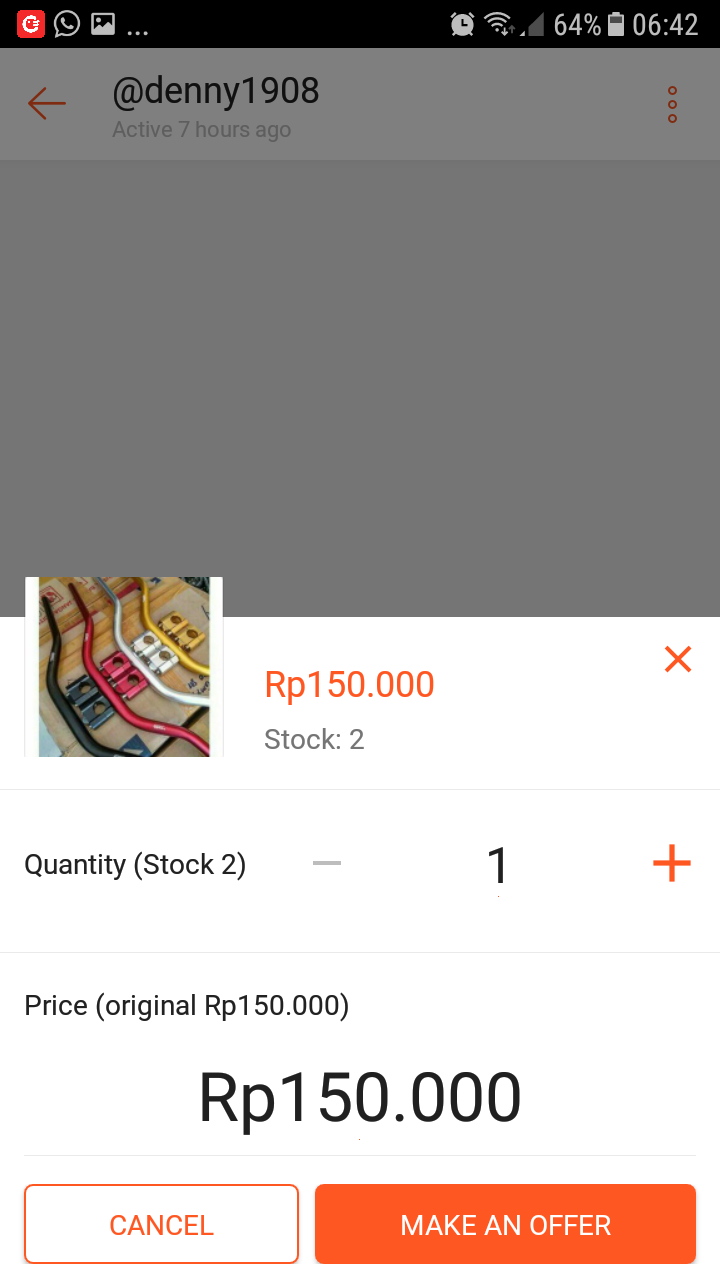 ... 64% 06:42
@denny1908
Active 7 hours ago
Rp150.000
Stock: 2
Quantity (Stock 2) 1
Price (original Rp150.000)
Rp150.000
CANCEL MAKE AN OFFER